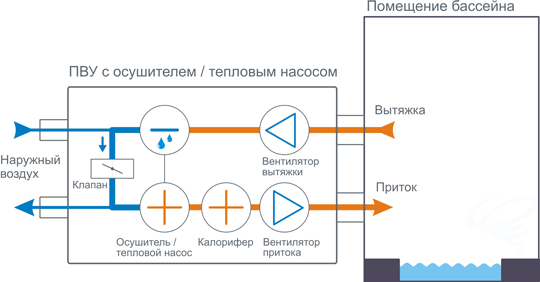 Помещение бассейна
ПВУ с осушителем / тепловым насосом
Вытяжка
Наружный
воздух
Клапан
Вентилятор
вытяжки
Приток
Осушитель /
тепловой насос
Калорифер
Вентилятор
притока